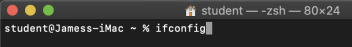 student — -zsh — 80×24
student@Jamess-iMac ~ % ifconfig